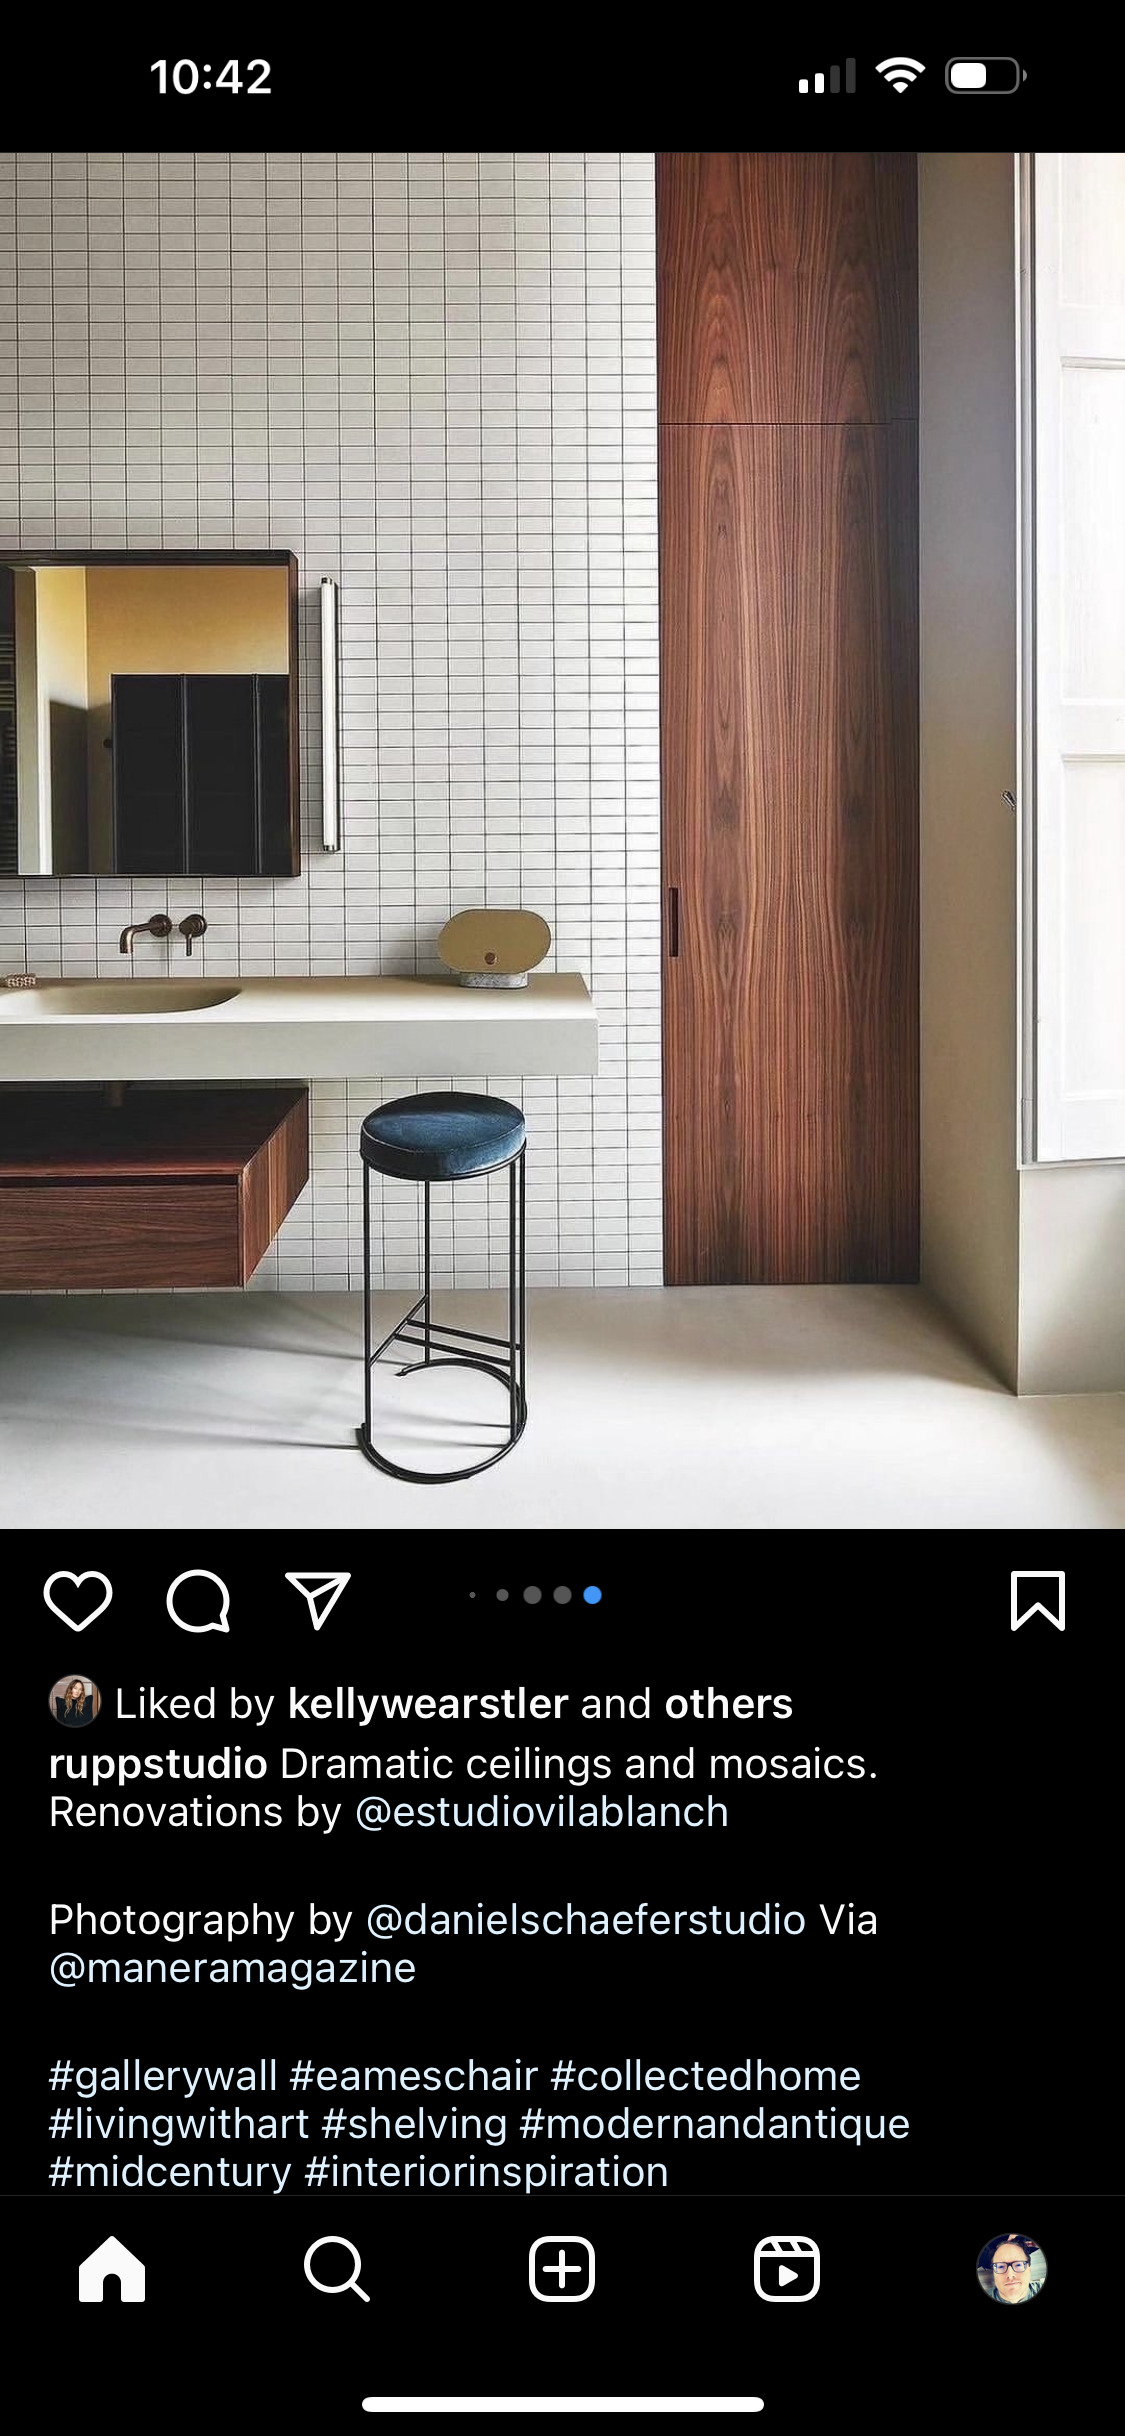 10:42
Liked by kellywearstler and others
ruppstudio Dramatic ceilings and mosaics.
Renovations by @estudiovilablanch
Photography by @danielschaeferstudio Via
@maneramagazine
#gallerywall #eameschair #collectedhome
#livingwithart #shelving #modernandantique
#midcentury #interiorinspiration